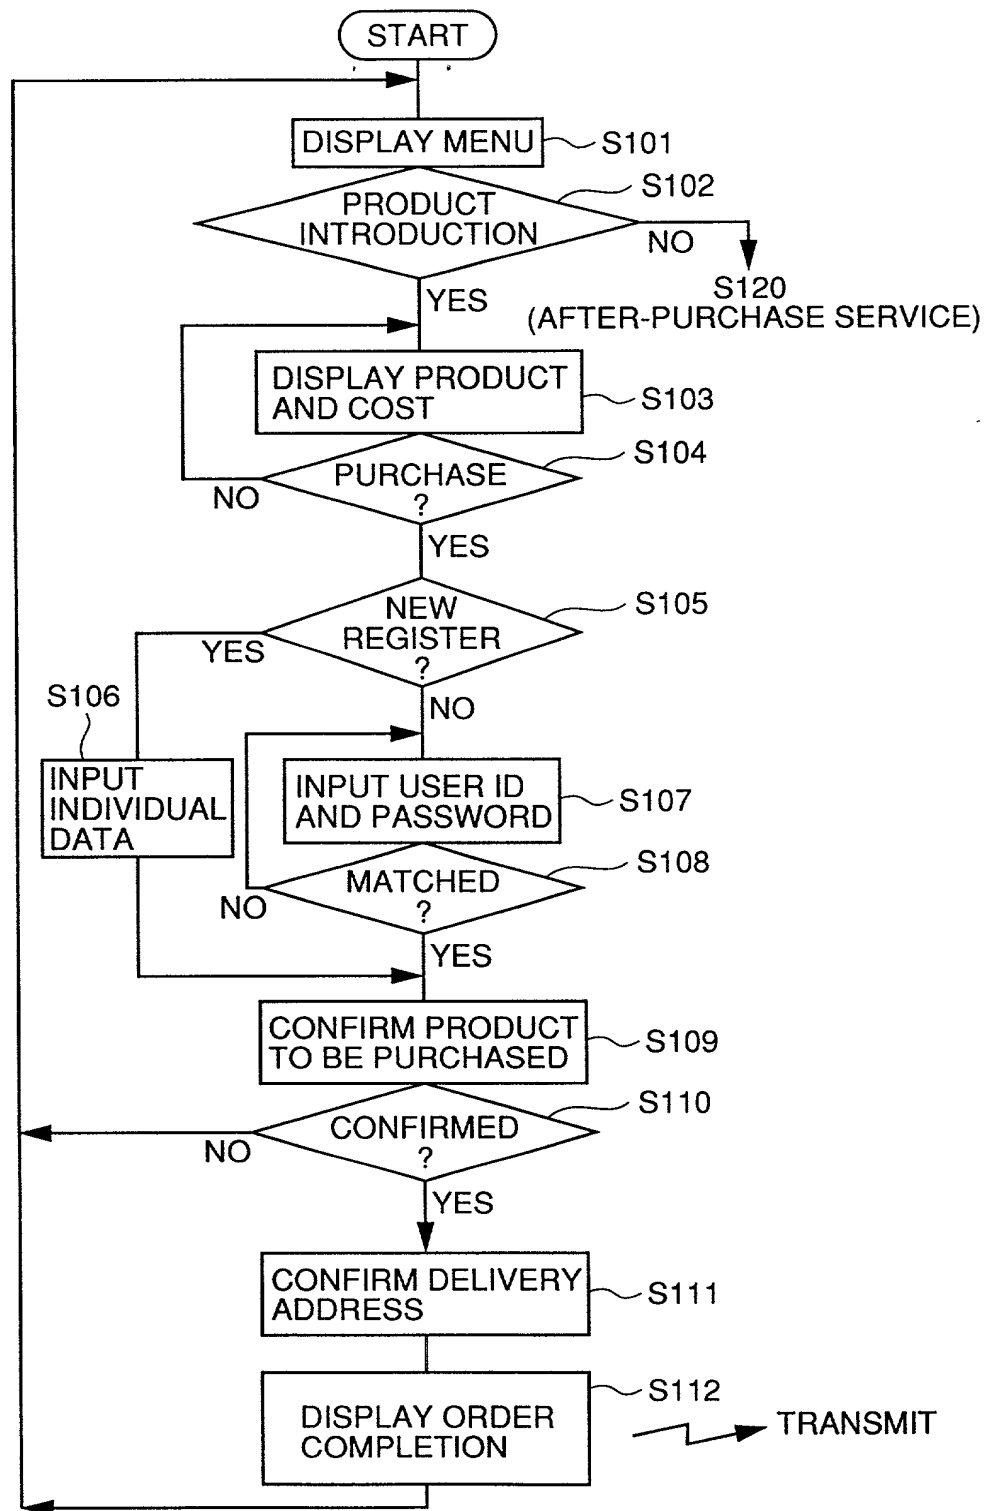 START
DISPLAY MENU
S101
S102
PRODUCT
INTRODUCTION
NO
S120
(AFTER-PURCHASE SERVICE)
YES
DISPLAY PRODUCT
AND COST
S103
S104
PURCHASE
?
NO
YES
S105
NEW
REGISTER
?
YES
NO
S106
INPUT
INDIVIDUAL
DATA
INPUT USER ID
AND PASSWORD
S107
S108
MATCHED
?
NO
YES
CONFIRM PRODUCT
TO BE PURCHASED
S109
S110
CONFIRMED
?
NO
YES
CONFIRM DELIVERY
ADDRESS
S111
S112
DISPLAY ORDER
COMPLETION
TRANSMIT